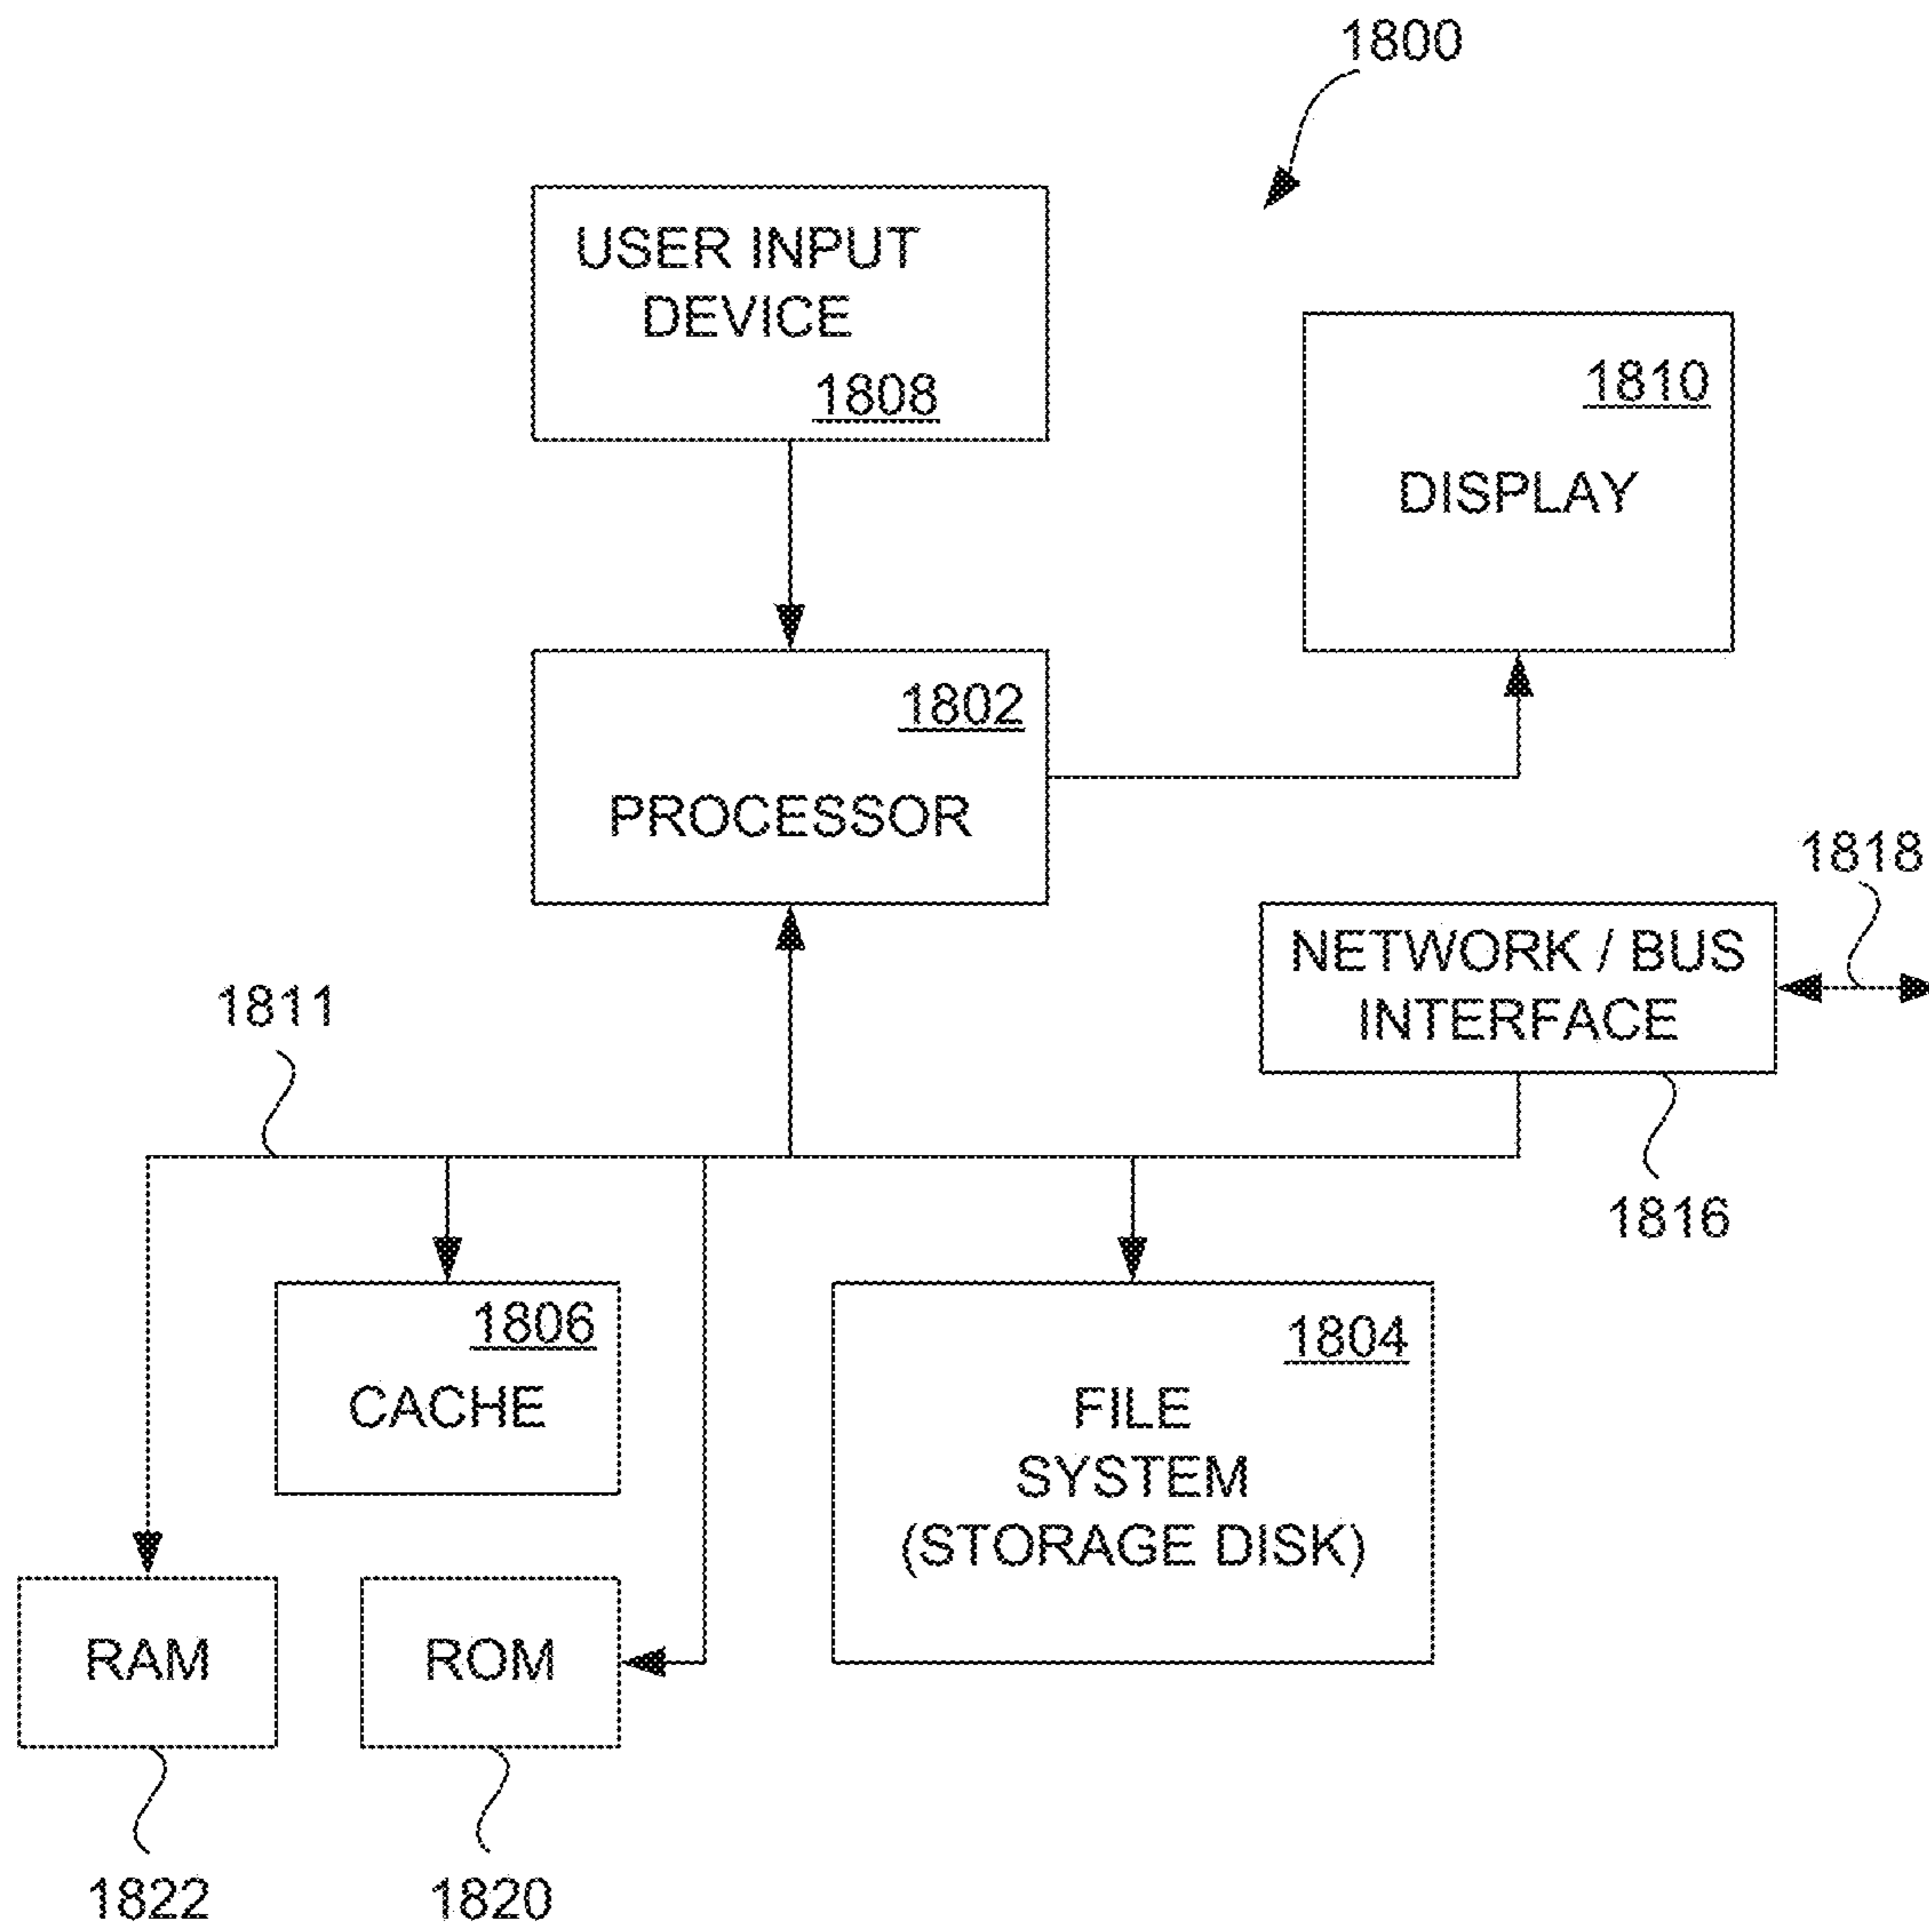 1800
USER INPUT
DEVICE
1808
1810
DISPLAY
1802
PROCESSOR
1818
NETWORK / BUS
INTERFACE
1811
1816
1806
CACHE
1804
FILE
SYSTEM
(STORAGE DISK)
RAM
ROM
1822
1820